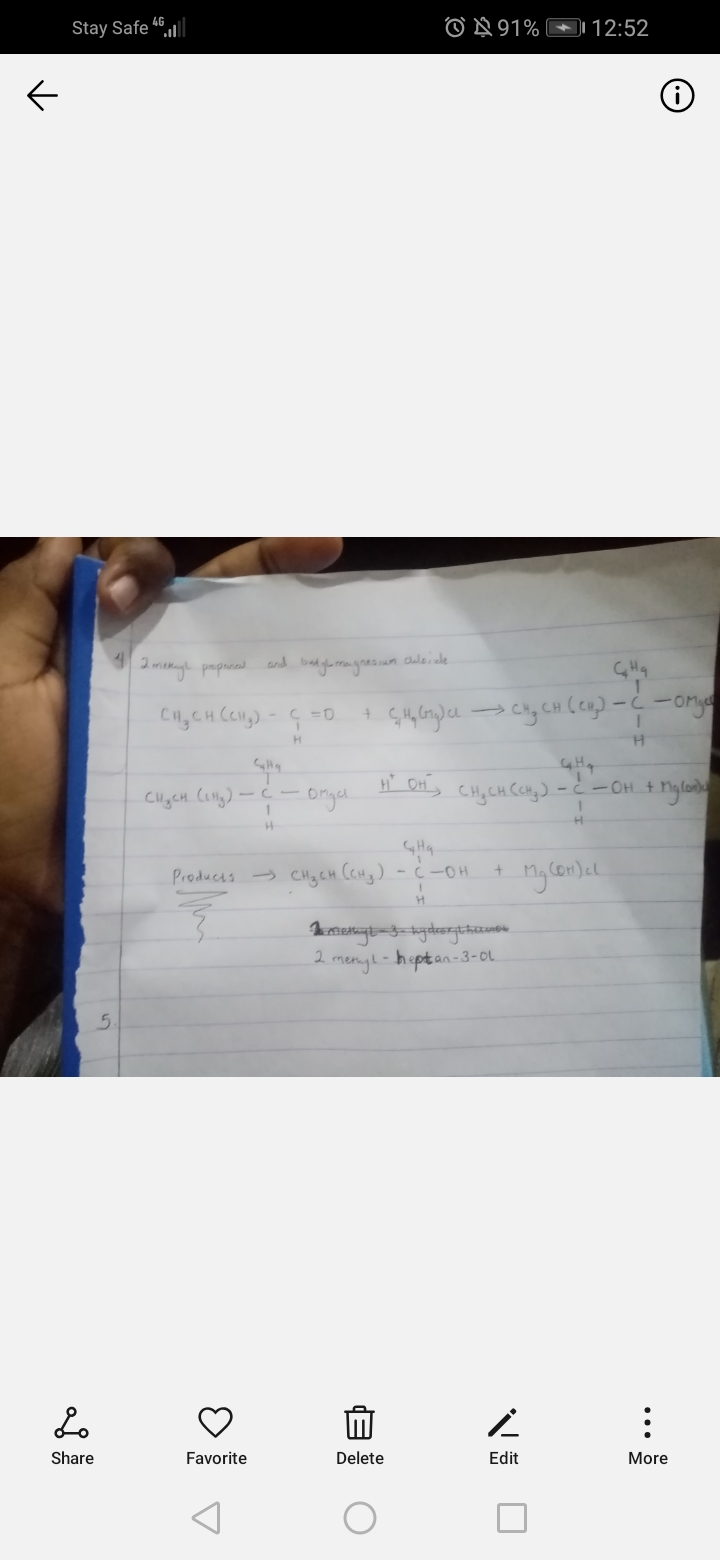 Stay Safe 4G 91% 12:52
4 2 methyl propanal and butyl magnesium chloride
C₄H₉
CH₃CH(CH₃) - C =O + C₄H₉(Mg)Cl → CH₃CH(CH₃) - C - OMgCl
H H
C₄H₉ C₄H₉
CH₃CH(CH₃) - C - OMgCl H⁺ OH⁻ → CH₃CH(CH₃) - C - OH + Mg(OH)Cl
H H
C₄H₉
Products → CH₃CH(CH₃) - C - OH + Mg(OH)Cl
H
2 methyl - heptan-3-ol
5.
Share Favorite Delete Edit More